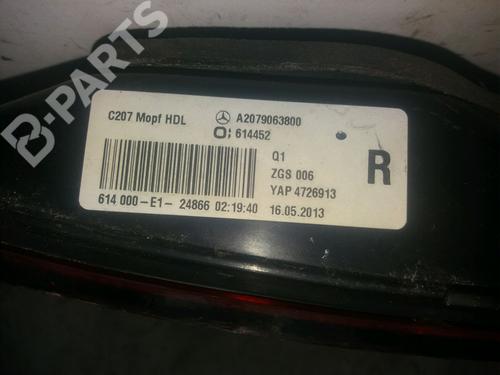 B-PARTS
C207 Mopf HDL A2079063800
O: 614452
Q1
ZGS 006
YAP 4726913
R
614 000-E1- 24866 02:19:40 16.05.2013